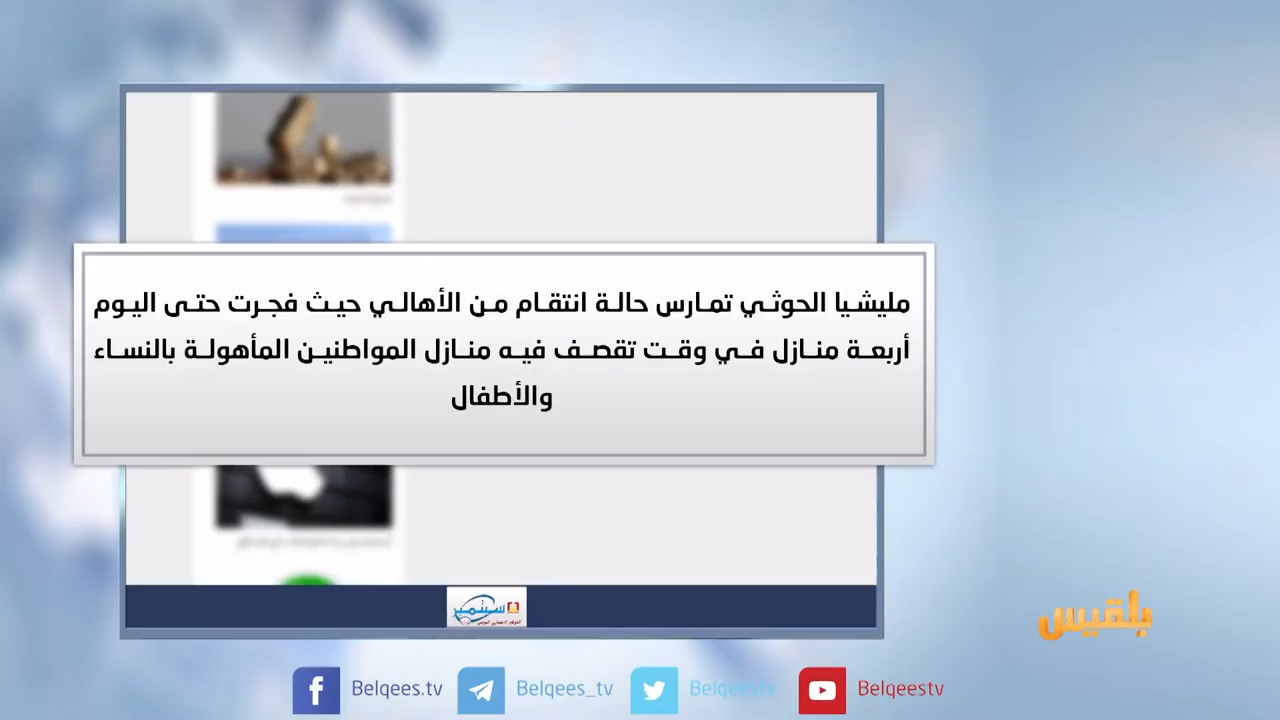 مليشيا الحوثي تمارس حالة انتقام من الأهالي حيث فجرت حتى اليوم
أربعة منازل في وقت تقصف فيه منازل المواطنين المأهولة بالنساء
والأطفال
سبتمبر
بلقيس
Belqees.tv
Belqees_tv
Belqeestv
Belqeestv